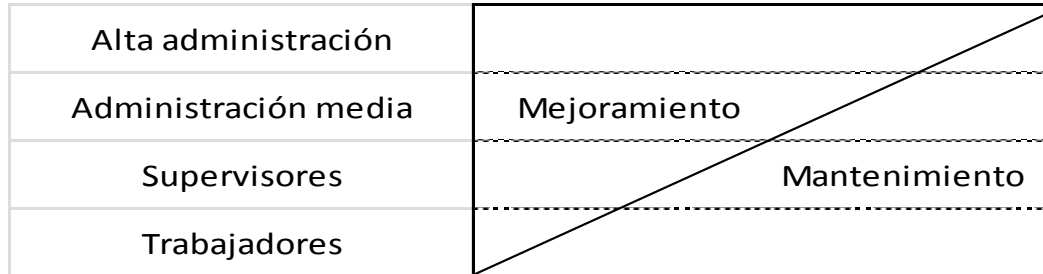 Alta administración
Administración media Mejoramiento
Supervisores Mantenimiento
Trabajadores